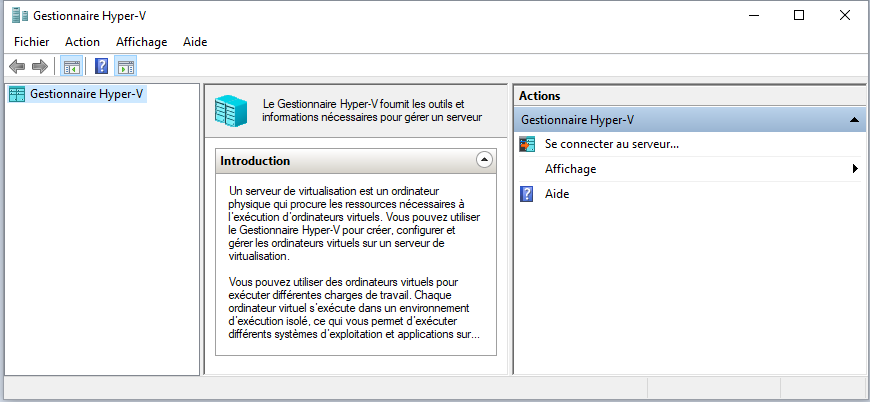 Gestionnaire Hyper-V
Fichier Action Affichage Aide
Gestionnaire Hyper-V
Le Gestionnaire Hyper-V fournit les outils et
informations nécessaires pour gérer un serveur
Introduction
Un serveur de virtualisation est un ordinateur
physique qui procure les ressources nécessaires à
l'exécution d'ordinateurs virtuels. Vous pouvez utiliser
le Gestionnaire Hyper-V pour créer, configurer et
gérer les ordinateurs virtuels sur un serveur de
virtualisation.
Vous pouvez utiliser des ordinateurs virtuels pour
exécuter différentes charges de travail. Chaque
ordinateur virtuel s'exécute dans un environnement
d'exécution isolé, ce qui vous permet d'exécuter
différents systèmes d'exploitation et applications sur...
Actions
Gestionnaire Hyper-V
Se connecter au serveur...
Affichage
Aide